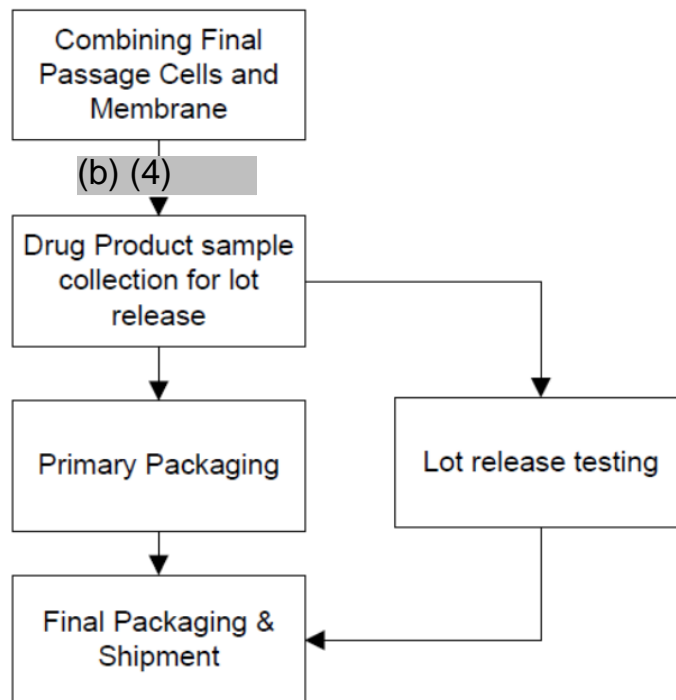 Combining Final
Passage Cells and
Membrane
(b) (4)
Drug Product sample
collection for lot
release
Primary Packaging
Lot release testing
Final Packaging &
Shipment